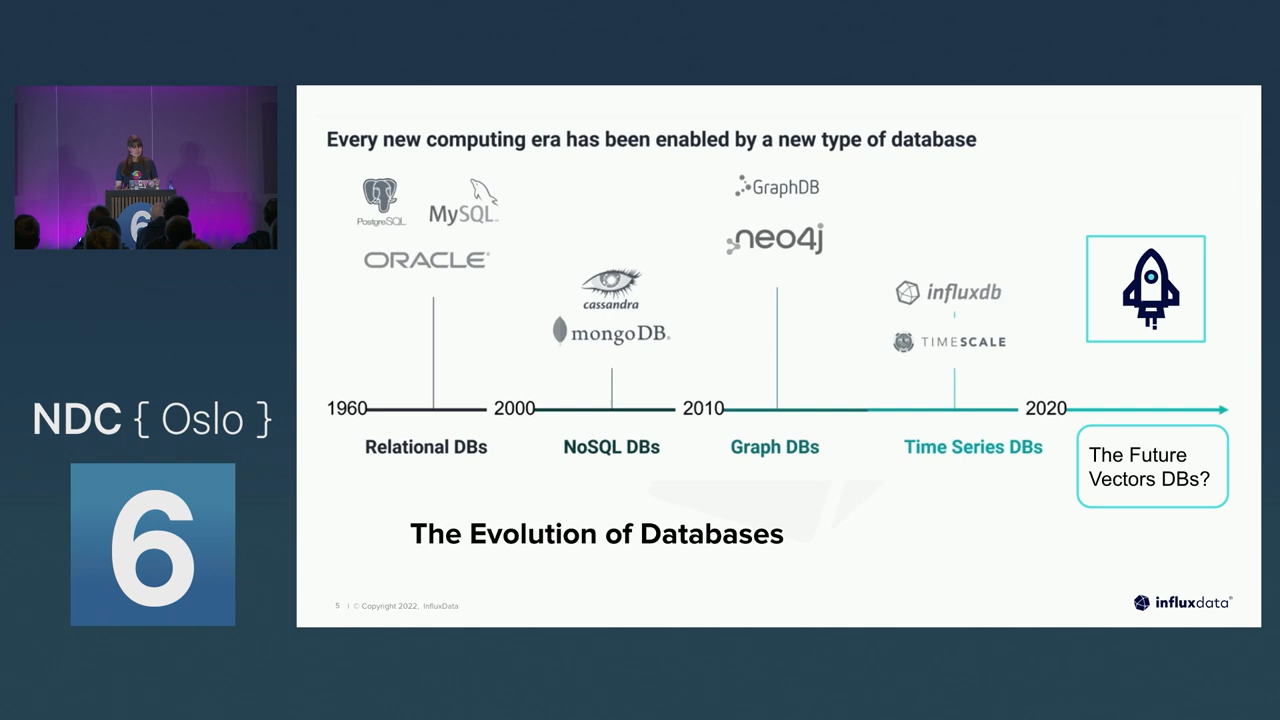 Every new computing era has been enabled by a new type of database
PostgreSQL
MySQL
ORACLE
cassandra
mongoDB
GraphDB
neo4j
influxdb
TIMESCALE
1960
2000
2010
2020
Relational DBs
NoSQL DBs
Graph DBs
Time Series DBs
The Future
Vectors DBs?
The Evolution of Databases
5 | © Copyright 2022, InfluxData
influxdata®
NDC { Oslo }
6
6